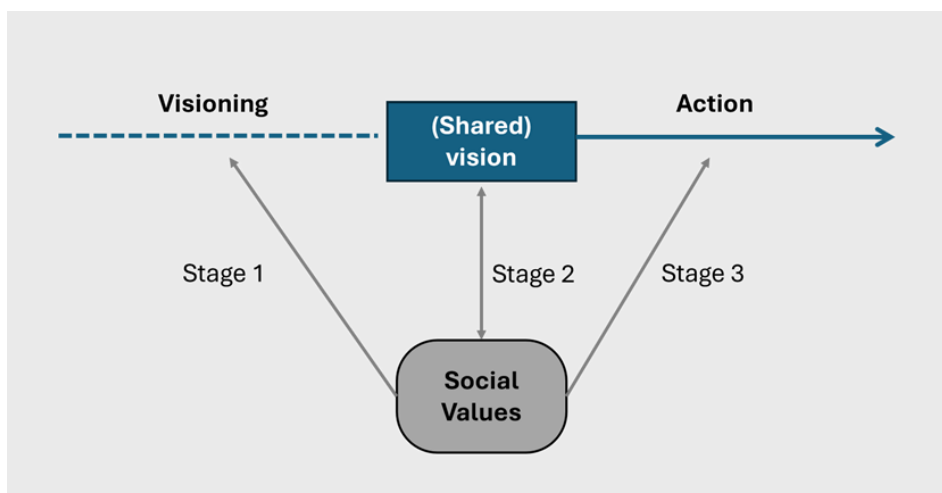 Visioning
(Shared)
vision
Action
Stage 1
Stage 2
Stage 3
Social
Values